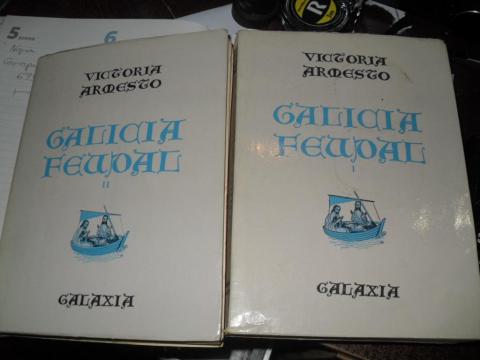 5
6
VICTORIA
ARMESTO
GALICIA
FEUDAL
II
GALAXIA
VICTORIA
ARMESTO
GALICIA
FEUDAL
I
GALAXIA
R